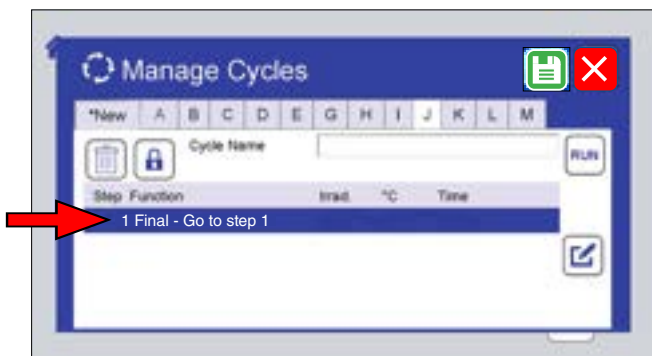 Manage Cycles
*New A B C D E G H I J K L M
Cycle Name
RUN
Step Function Irrad. °C Time
1 Final - Go to step 1